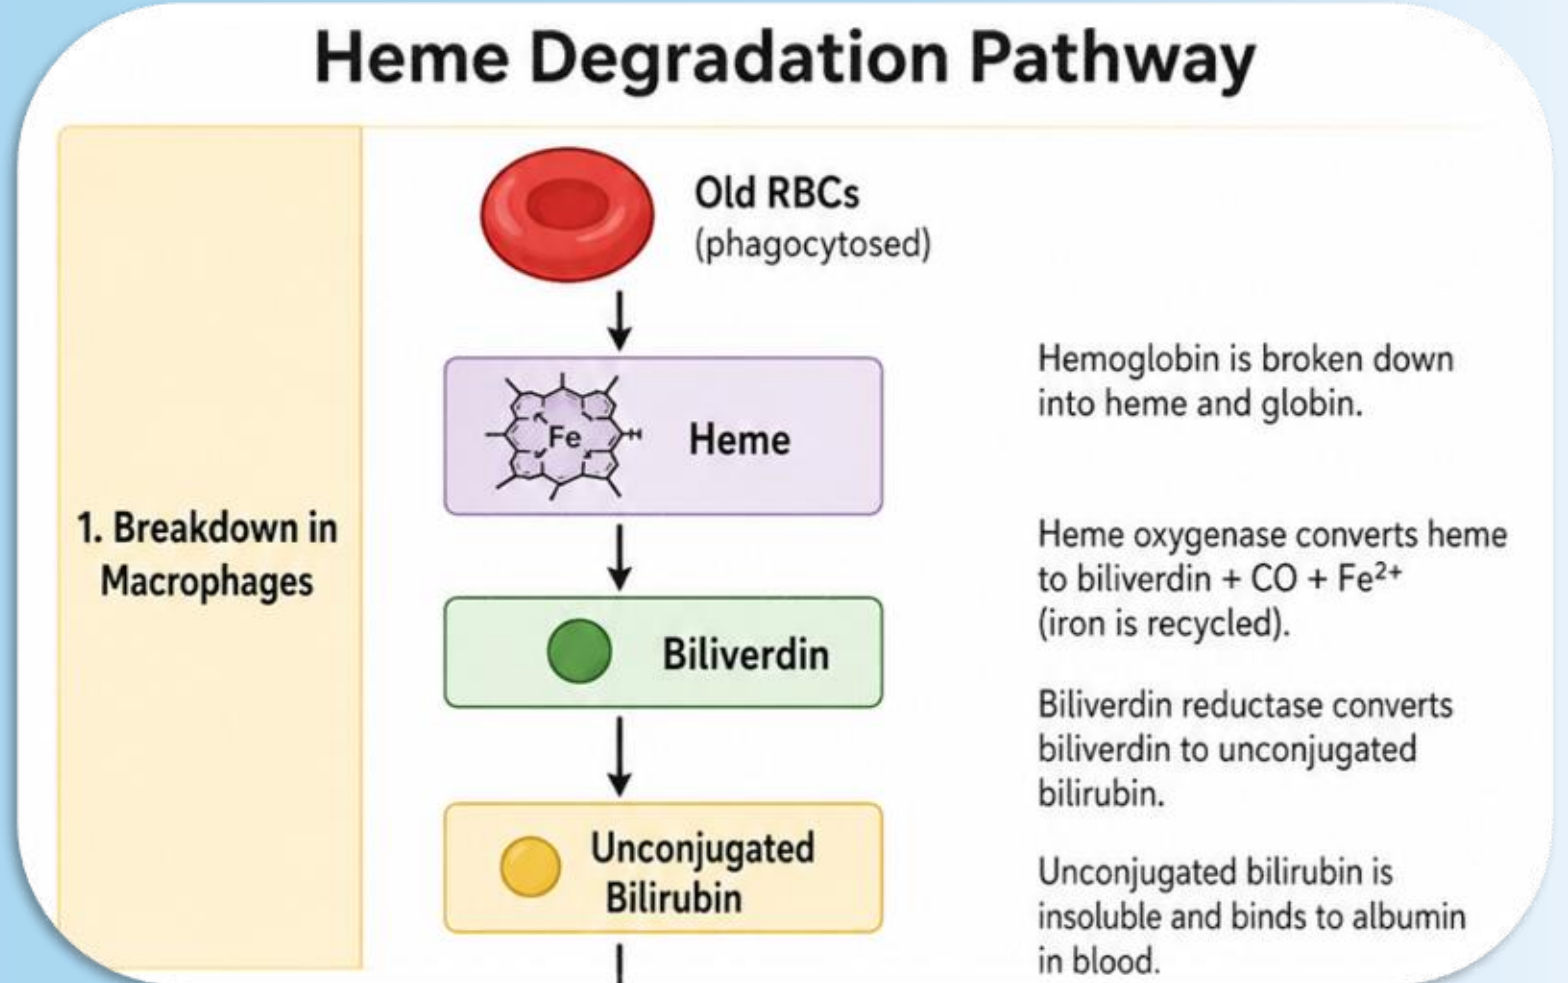 Heme Degradation Pathway
Old RBCs
(phagocytosed)
Hemoglobin is broken down
into heme and globin.
Fe
H
Heme
1. Breakdown in
Macrophages
Heme oxygenase converts heme
to biliverdin + CO + Fe²⁺
(iron is recycled).
Biliverdin
Biliverdin reductase converts
biliverdin to unconjugated
bilirubin.
Unconjugated
Bilirubin
Unconjugated bilirubin is
insoluble and binds to albumin
in blood.